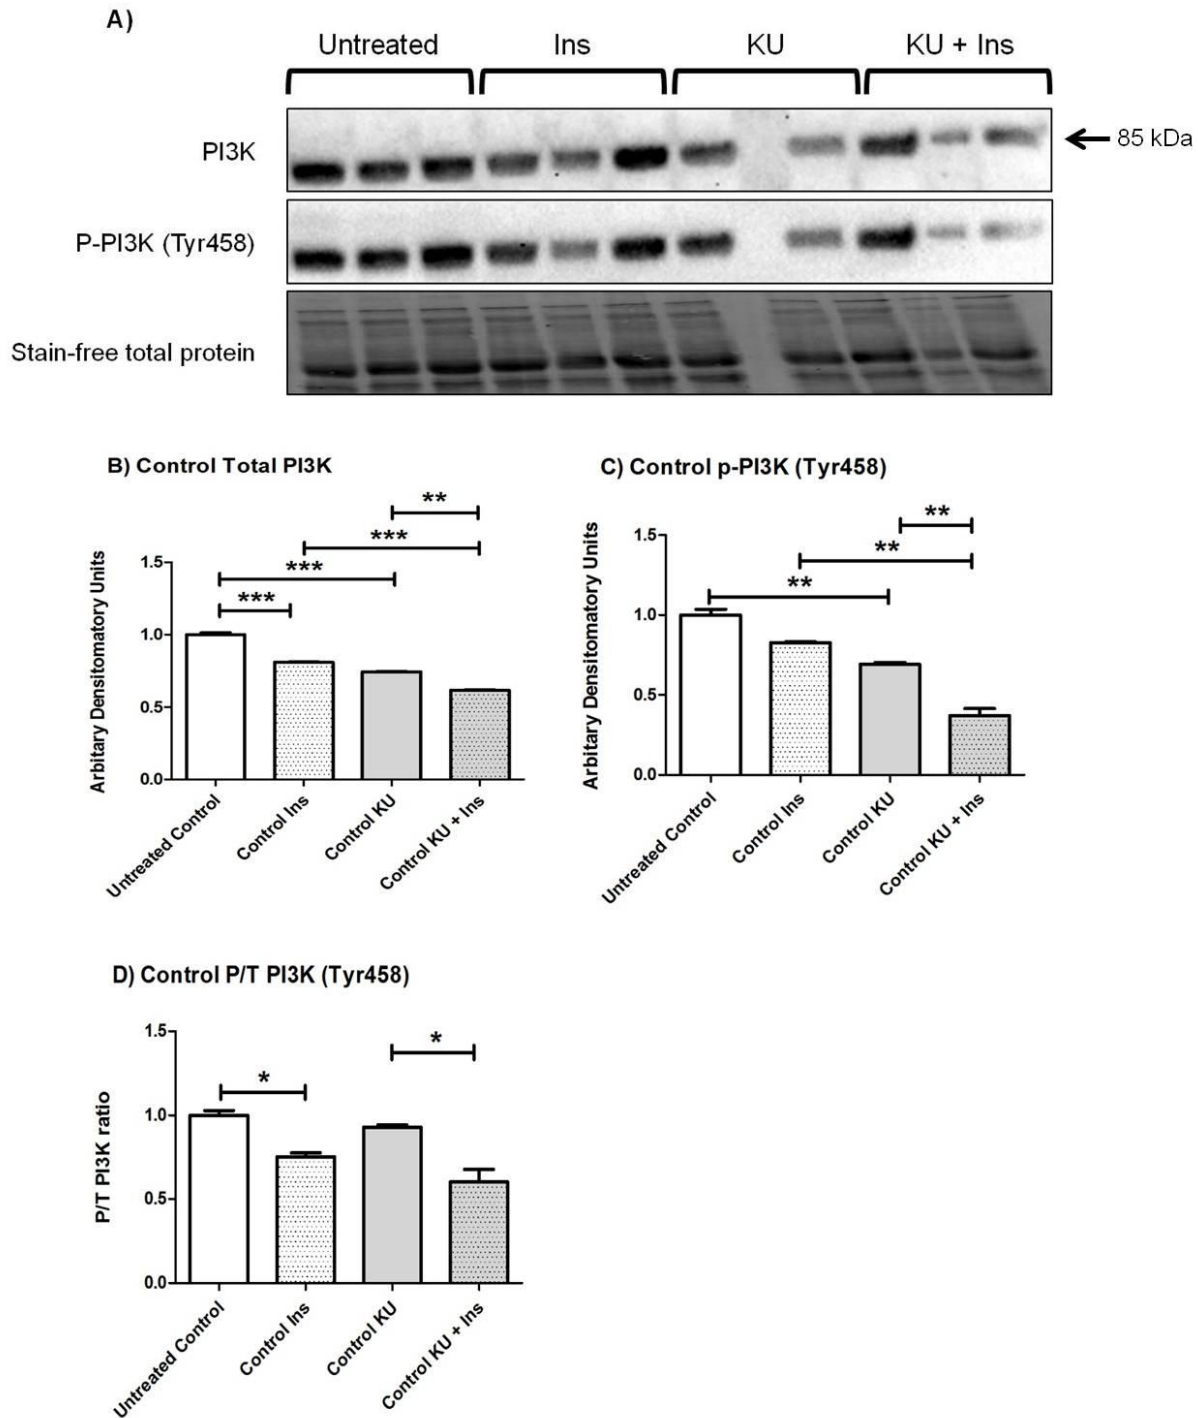 A)
Untreated Ins KU KU + Ins
PI3K
85 kDa
P-PI3K (Tyr458)
Stain-free total protein
B) Control Total PI3K
**
***
***
***
Arbitary Densitomatory Units
1.5
1.0
0.5
0.0
Untreated Control
Control Ins
Control KU
Control KU + Ins
C) Control p-PI3K (Tyr458)
**
**
**
Arbitary Densitomatory Units
1.5
1.0
0.5
0.0
Untreated Control
Control Ins
Control KU
Control KU + Ins
D) Control P/T PI3K (Tyr458)
*
*
P/T PI3K ratio
1.5
1.0
0.5
0.0
Untreated Control
Control Ins
Control KU
Control KU + Ins